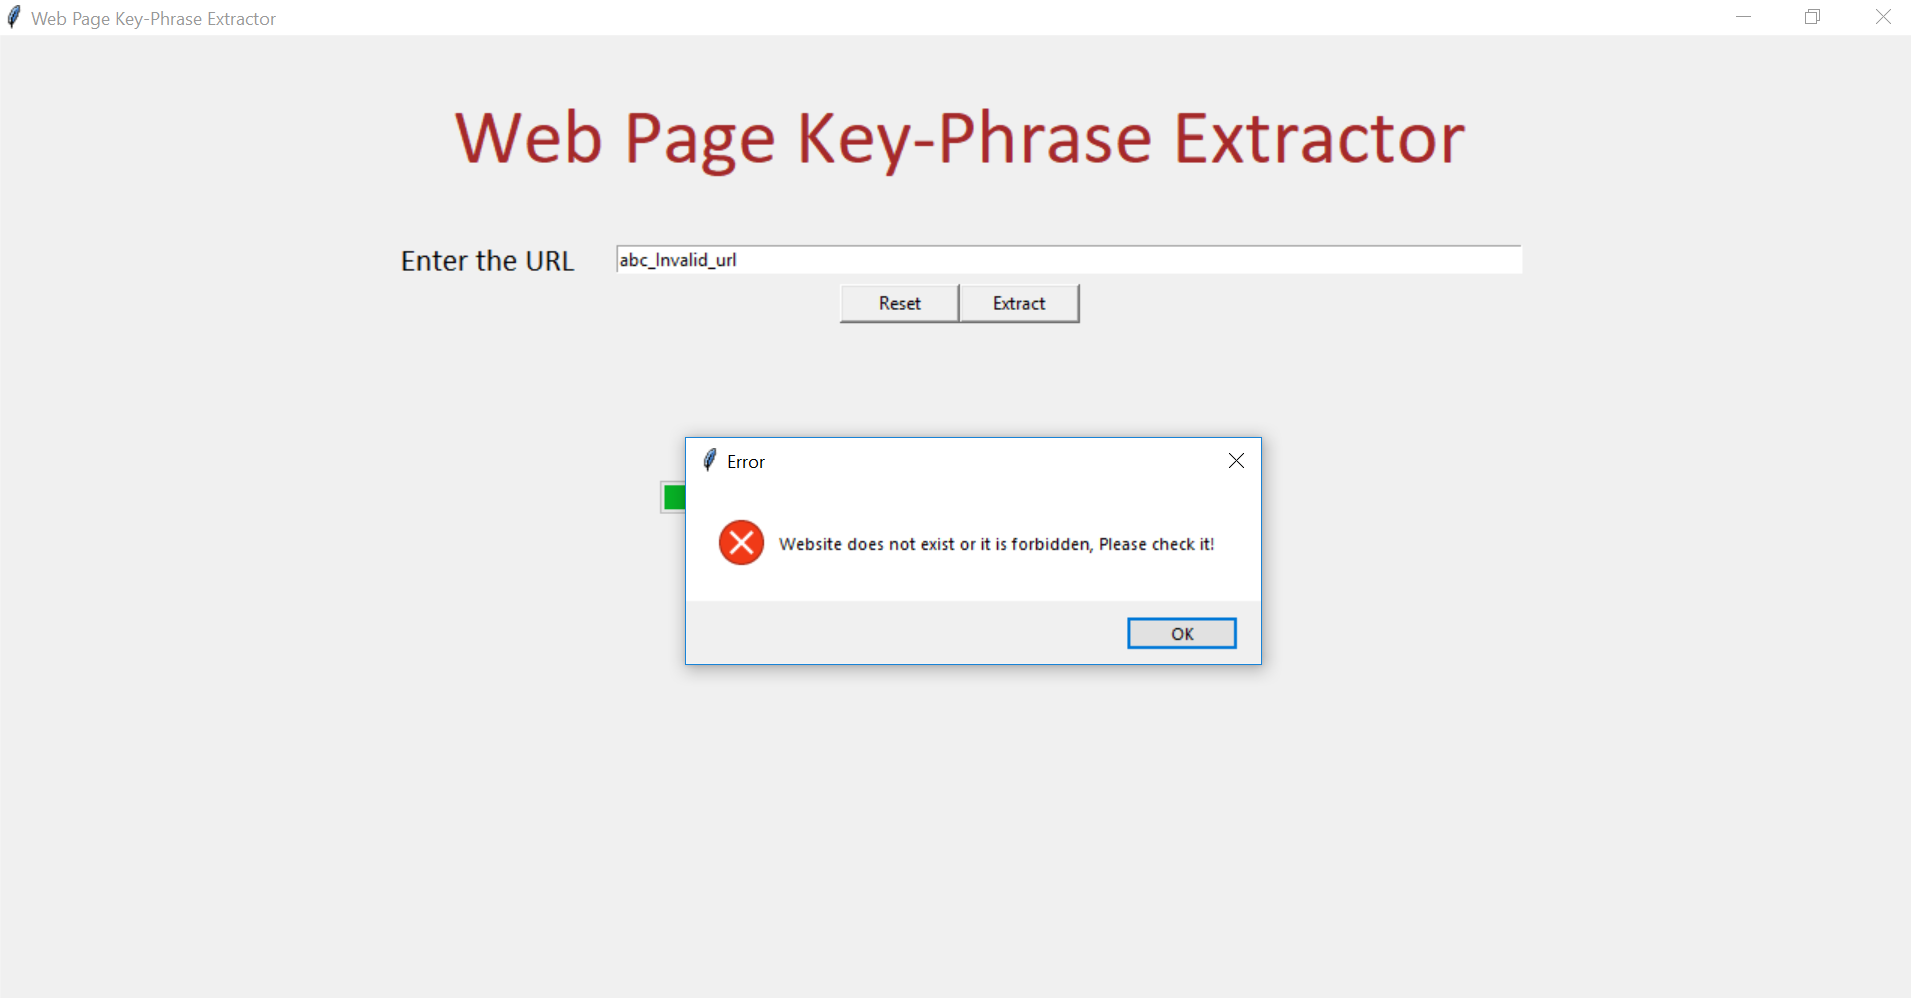 Web Page Key-Phrase Extractor
Web Page Key-Phrase Extractor
Enter the URL abc_Invalid_url
Reset Extract
Error
Website does not exist or it is forbidden, Please check it!
OK